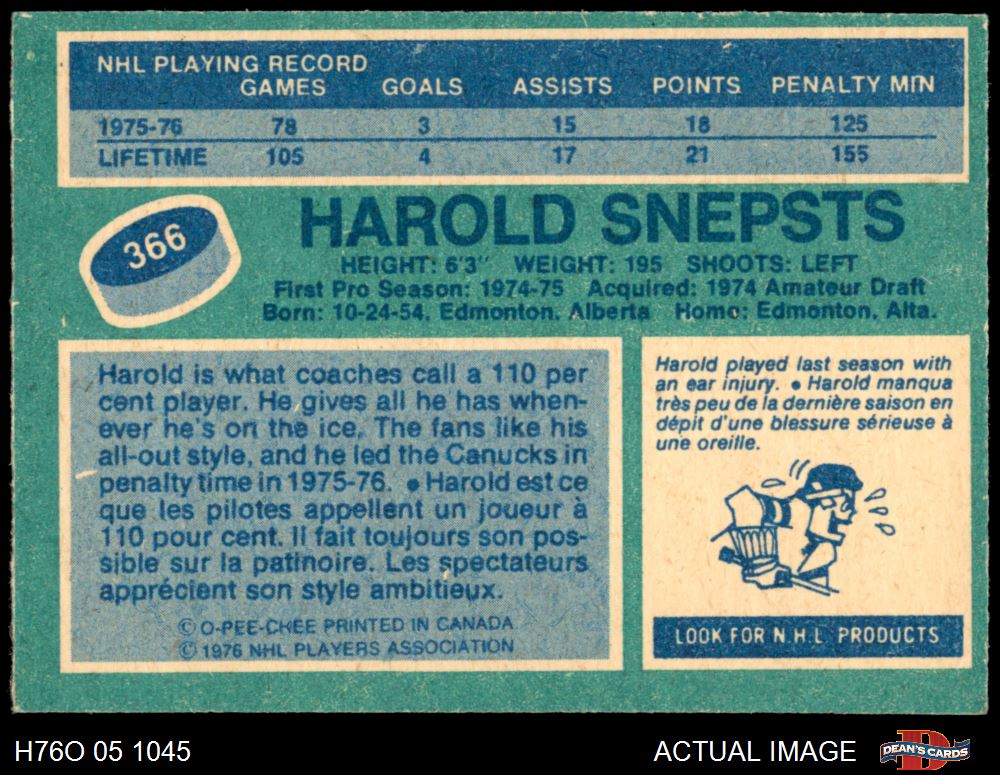 NHL PLAYING RECORD
GAMES GOALS ASSISTS POINTS PENALTY MIN
1975-76 78 3 15 18 125
LIFETIME 105 4 17 21 155
366
HAROLD SNEPSTS
HEIGHT: 6'3" WEIGHT: 195 SHOOTS: LEFT
First Pro Season: 1974-75 Acquired: 1974 Amateur Draft
Born: 10-24-54, Edmonton, Alberta Home: Edmonton, Alta.
Harold is what coaches call a 110 per
cent player. He gives all he has when-
ever he's on the ice. The fans like his
all-out style, and he led the Canucks in
penalty time in 1975-76. ● Harold est ce
que les pilotes appellent un joueur à
110 pour cent. Il fait toujours son pos-
sible sur la patinoire. Les spectateurs
apprécient son style ambitieux.
© O-PEE-CHEE PRINTED IN CANADA
© 1976 NHL PLAYERS ASSOCIATION
Harold played last season with
an ear injury. ● Harold manqua
très peu de la dernière saison en
dépit d'une blessure sérieuse à
une oreille.
LOOK FOR N.H.L PRODUCTS
H76O 05 1045
ACTUAL IMAGE
DEAN'S CARDS